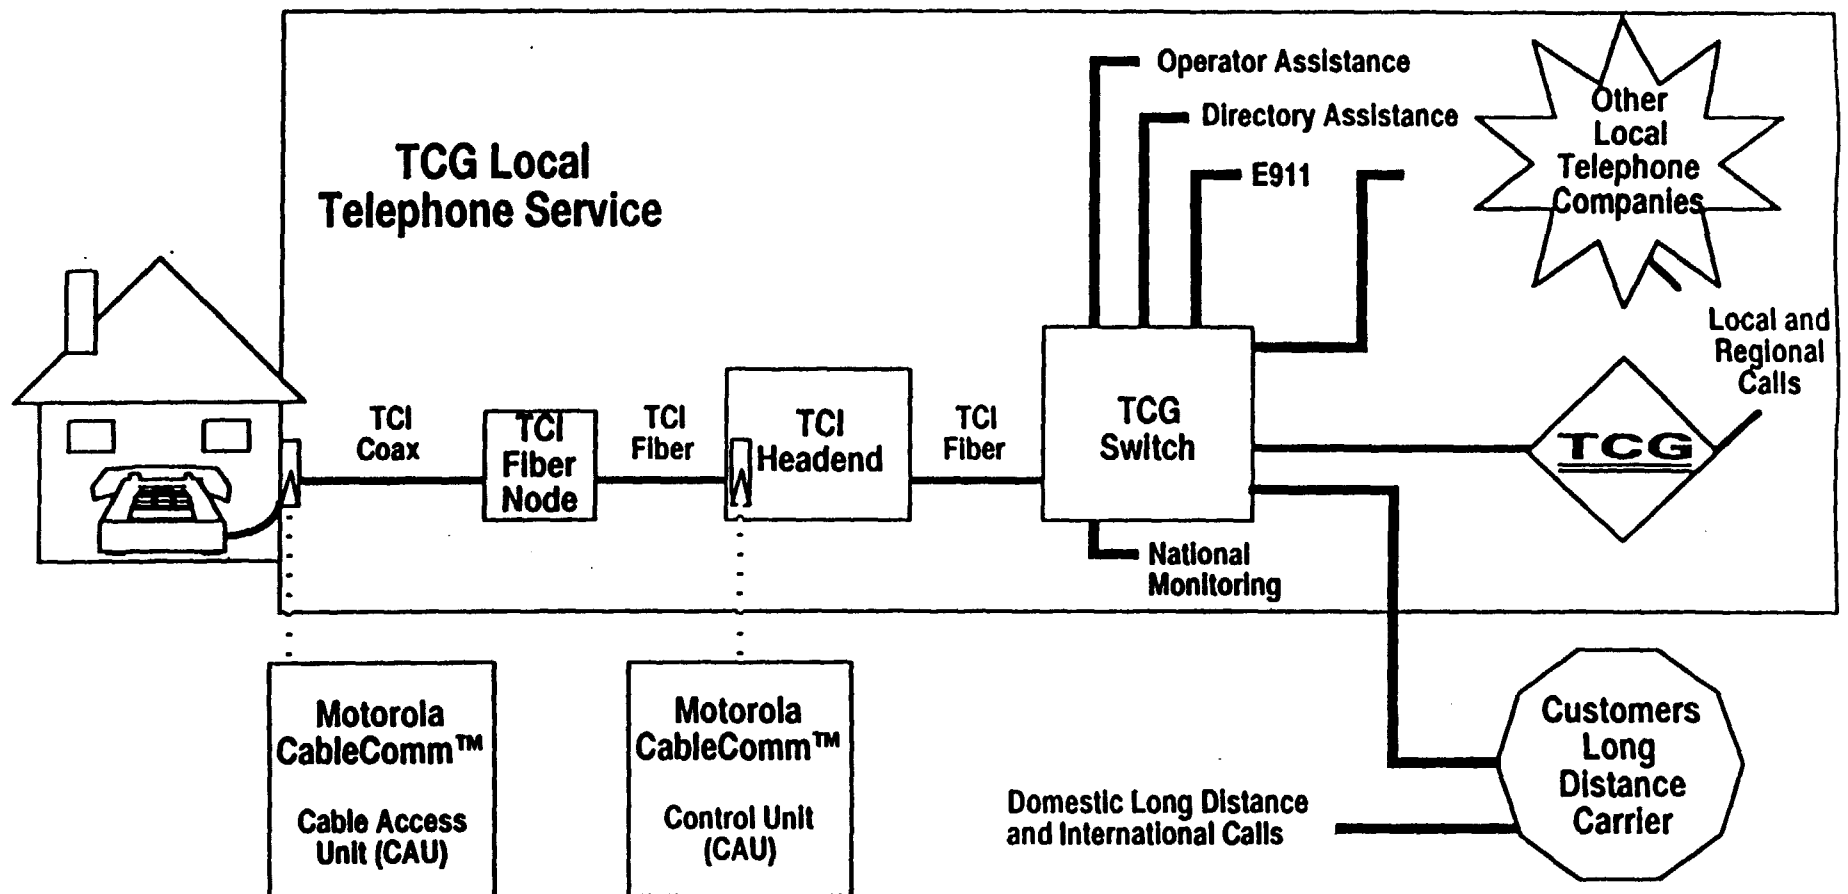 Operator Assistance
Directory Assistance
E911
Other
Local
Telephone
Companies
TCG Local
Telephone Service
Local and
Regional
Calls
TCI
Coax
TCI
Fiber
Node
TCI
Fiber
TCI
Headend
TCI
Fiber
TCG
Switch
TCG
National
Monitoring
Motorola
CableComm™
Cable Access
Unit (CAU)
Motorola
CableComm™
Control Unit
(CAU)
Domestic Long Distance
and International Calls
Customers
Long
Distance
Carrier